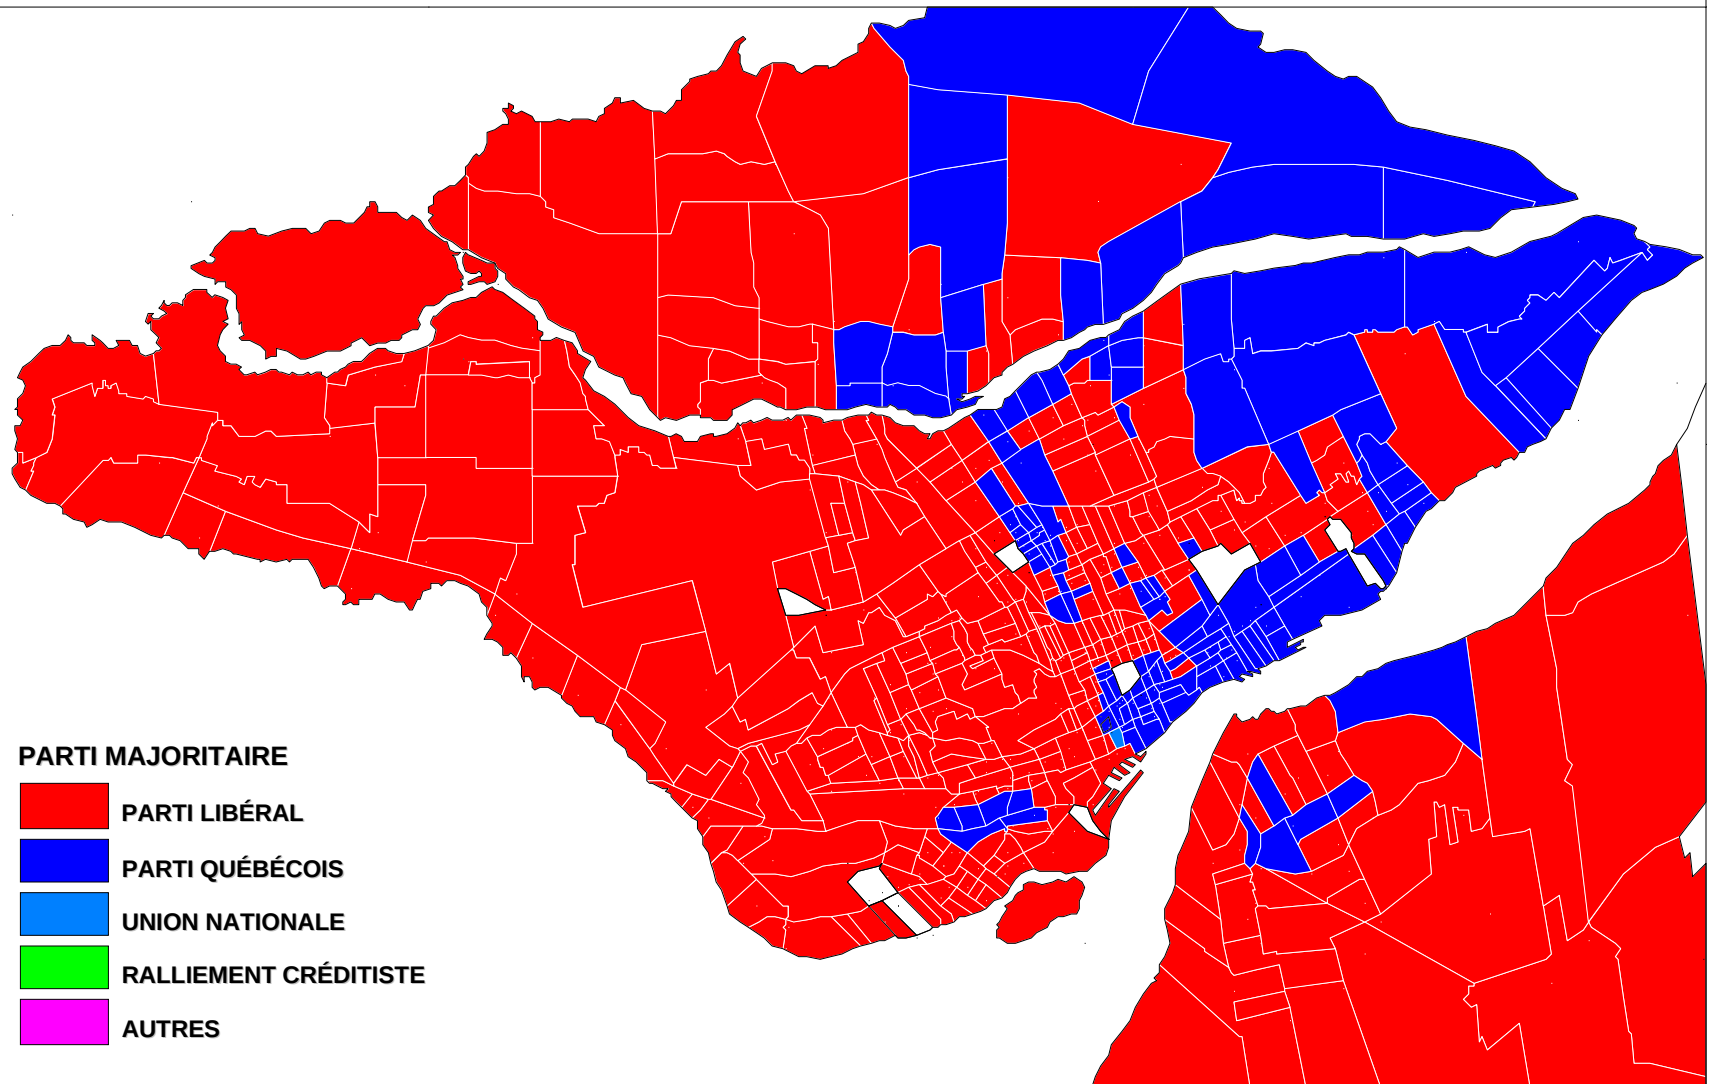 PARTI MAJORITAIRE
PARTI LIBÉRAL
PARTI QUÉBÉCOIS
UNION NATIONALE
RALLIEMENT CRÉDITISTE
AUTRES